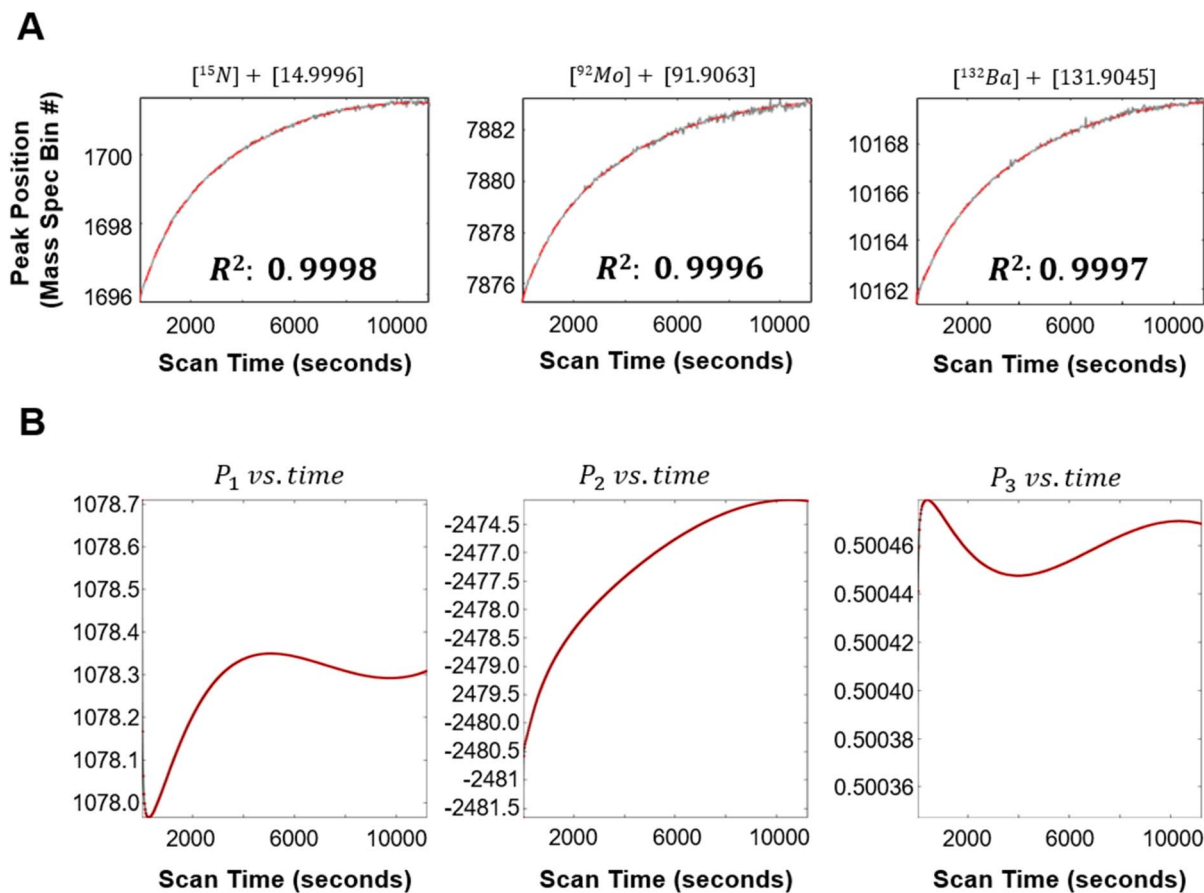 A
[¹⁵N] + [14.9996]
[⁹²Mo] + [91.9063]
[¹³²Ba] + [131.9045]
Peak Position
(Mass Spec Bin #)
1700
1698
1696
R²: 0.9998
2000 6000 10000
Scan Time (seconds)
7882
7880
7878
7876
R²: 0.9996
2000 6000 10000
Scan Time (seconds)
10168
10166
10164
10162
R²: 0.9997
2000 6000 10000
Scan Time (seconds)
B
P₁ vs. time
1078.7
1078.6
1078.5
1078.4
1078.3
1078.2
1078.1
1078.0
2000 6000 10000
Scan Time (seconds)
P₂ vs. time
-2474.5
-2477.0
-2477.5
-2478.0
-2478.5
-2479.0
2479.5
-2480.0
-2480.5
-2481
-2481.5
2000 6000 10000
Scan Time (seconds)
P₃ vs. time
0.50046
0.50044
0.50042
0.50040
0.50038
0.50036
2000 6000 10000
Scan Time (seconds)